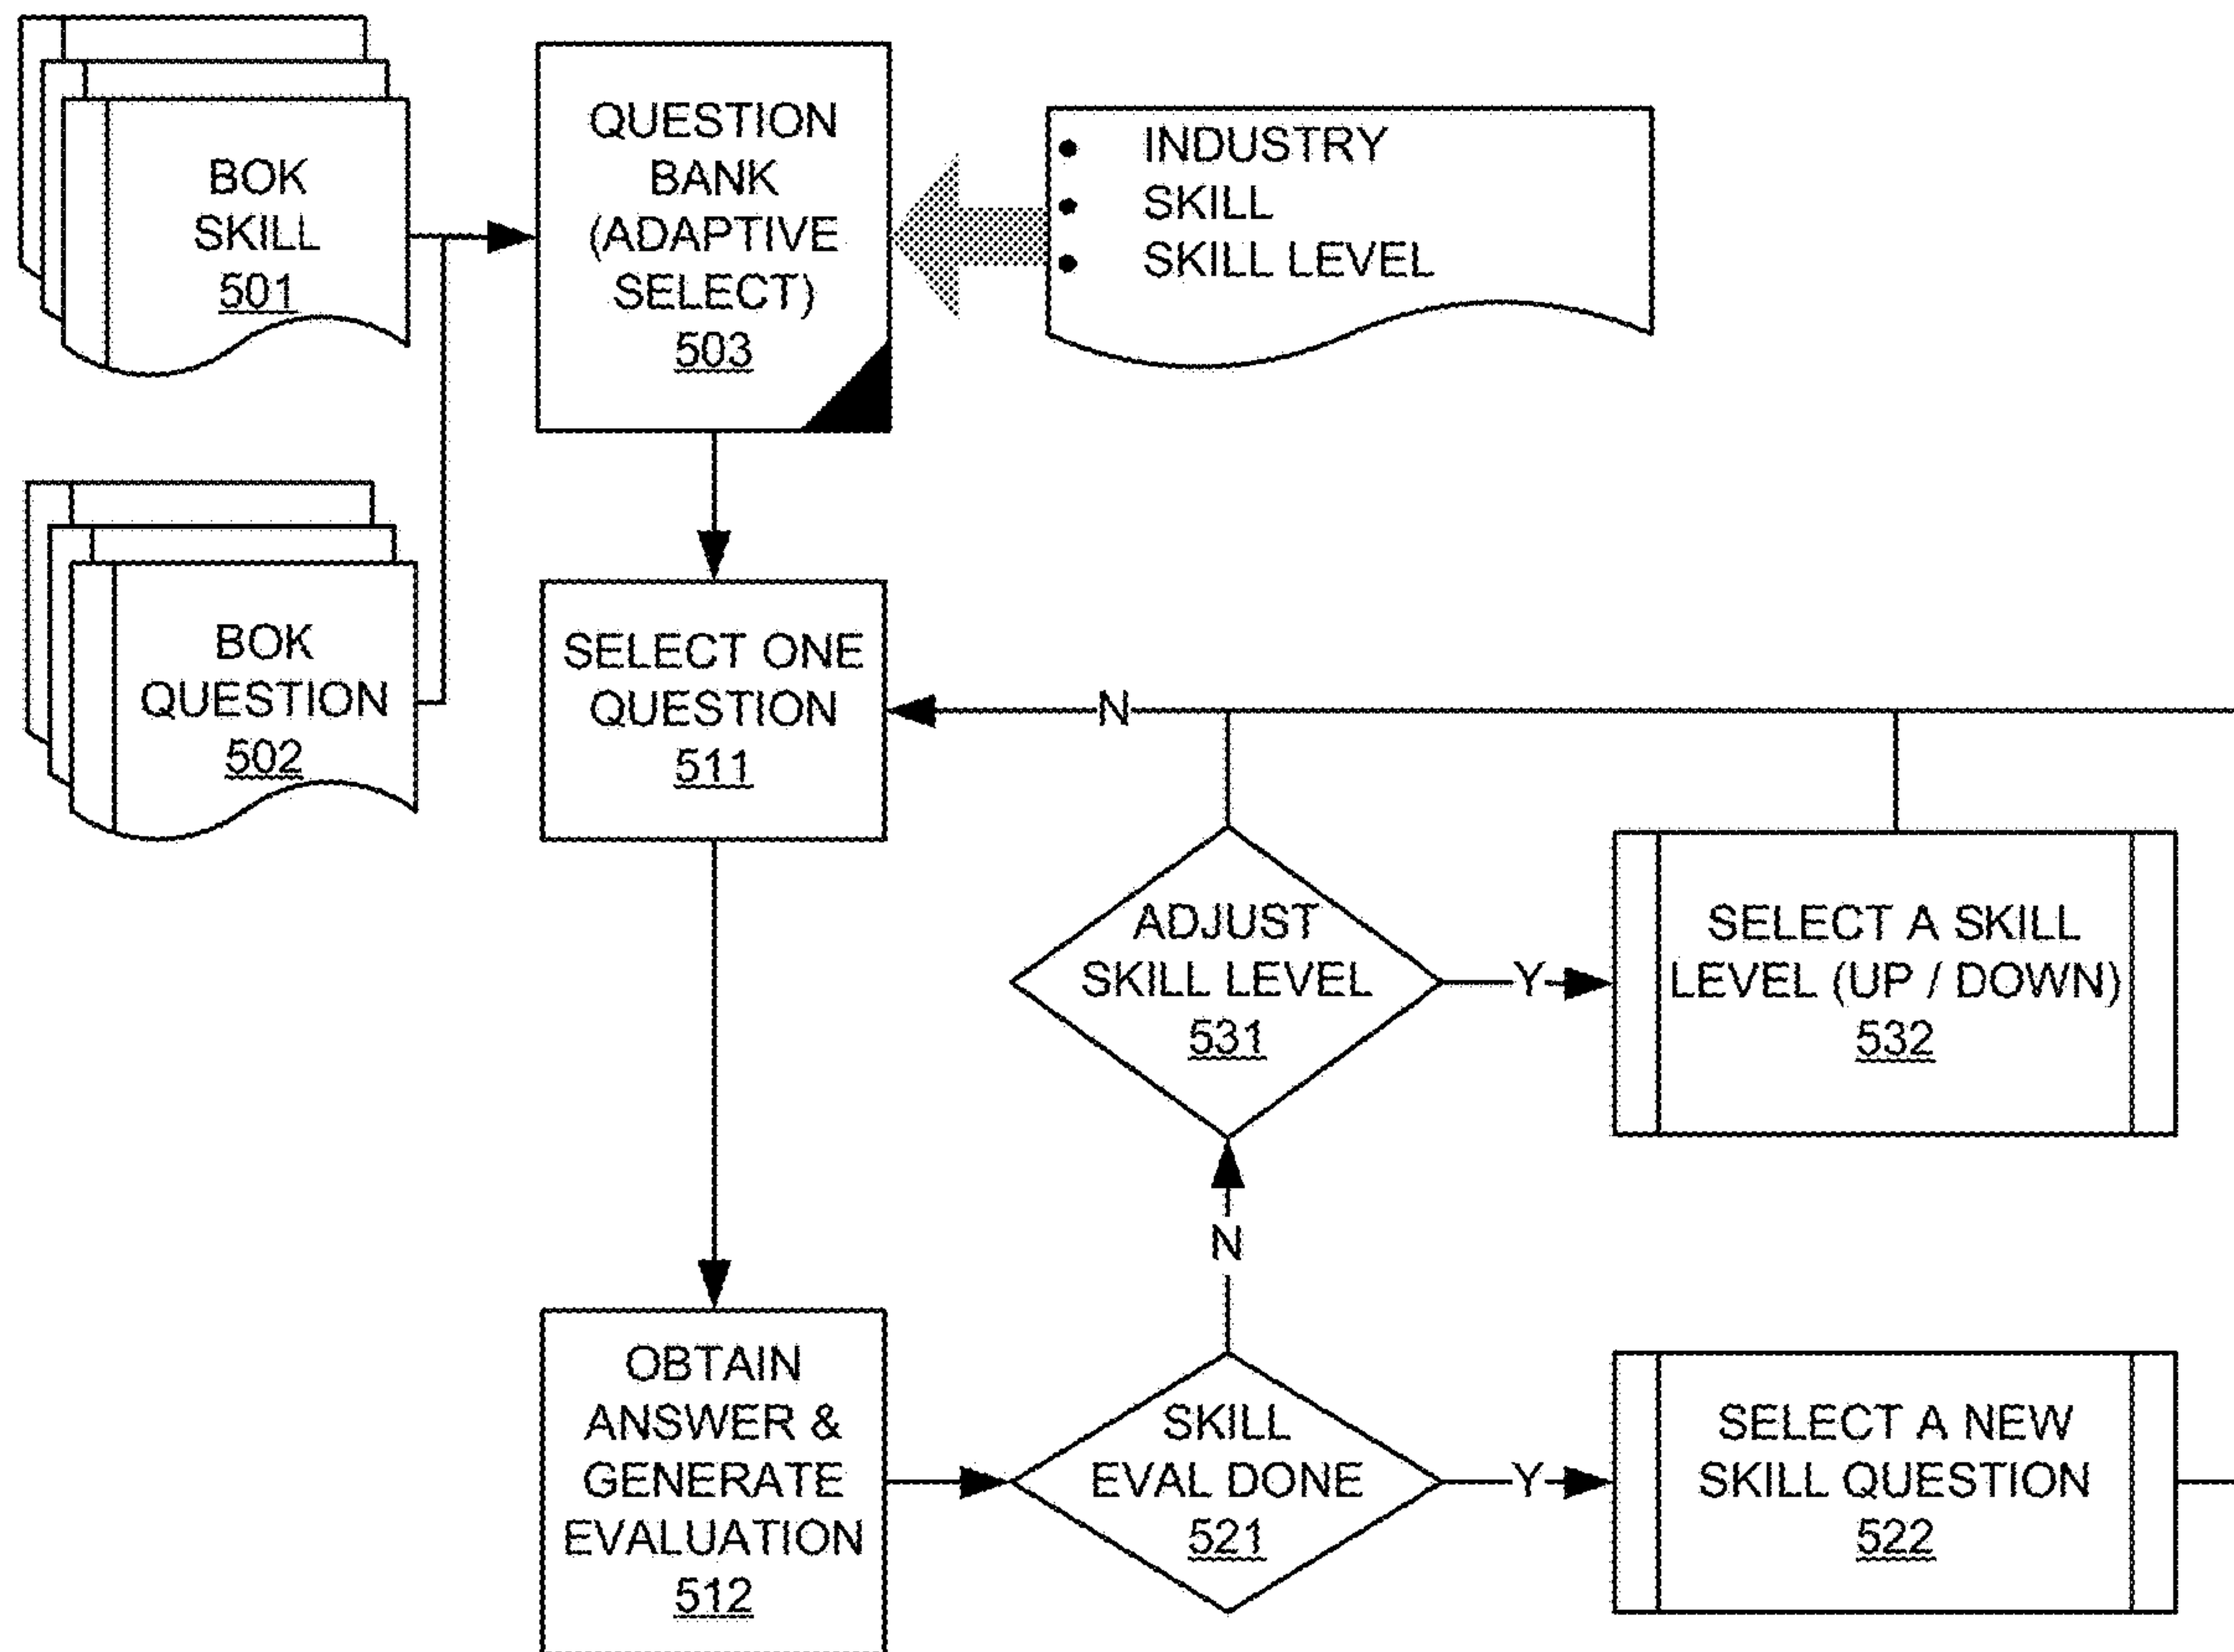 BOK
SKILL
501
QUESTION
BANK
(ADAPTIVE
SELECT)
503
• INDUSTRY
• SKILL
• SKILL LEVEL
BOK
QUESTION
502
SELECT ONE
QUESTION
511
N
ADJUST
SKILL LEVEL
531
Y
SELECT A SKILL
LEVEL (UP / DOWN)
532
N
OBTAIN
ANSWER &
GENERATE
EVALUATION
512
SKILL
EVAL DONE
521
Y
SELECT A NEW
SKILL QUESTION
522